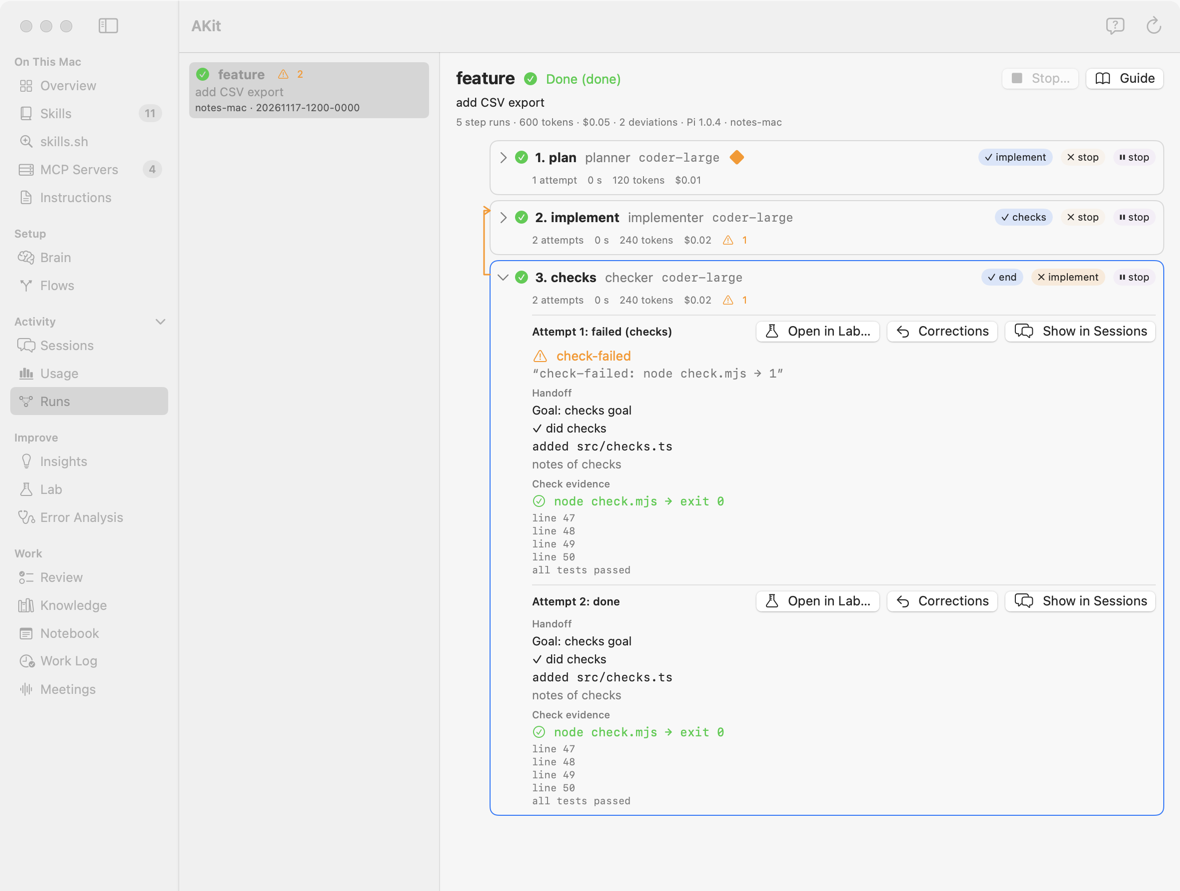 AKit
On This Mac
Overview
Skills 11
skills.sh
MCP Servers 4
Instructions
Setup
Brain
Flows
Activity
Sessions
Usage
Runs
Improve
Insights
Lab
Error Analysis
Work
Review
Knowledge
Notebook
Work Log
Meetings
feature 2
add CSV export
notes-mac · 20261117-1200-0000
feature Done (done) Stop... Guide
add CSV export
5 step runs · 600 tokens · $0.05 · 2 deviations · Pi 1.0.4 · notes-mac
1. plan planner coder-large ✓ implement ✕ stop ⏸ stop
1 attempt 0 s 120 tokens $0.01
2. implement implementer coder-large ✓ checks ✕ stop ⏸ stop
2 attempts 0 s 240 tokens $0.02 1
3. checks checker coder-large ✓ end ✕ implement ⏸ stop
2 attempts 0 s 240 tokens $0.02 1
Attempt 1: failed (checks) Open in Lab... Corrections Show in Sessions
check-failed
“check-failed: node check.mjs → 1”
Handoff
Goal: checks goal
✓ did checks
added src/checks.ts
notes of checks
Check evidence
node check.mjs → exit 0
line 47
line 48
line 49
line 50
all tests passed
Attempt 2: done Open in Lab... Corrections Show in Sessions
Handoff
Goal: checks goal
✓ did checks
added src/checks.ts
notes of checks
Check evidence
node check.mjs → exit 0
line 47
line 48
line 49
line 50
all tests passed